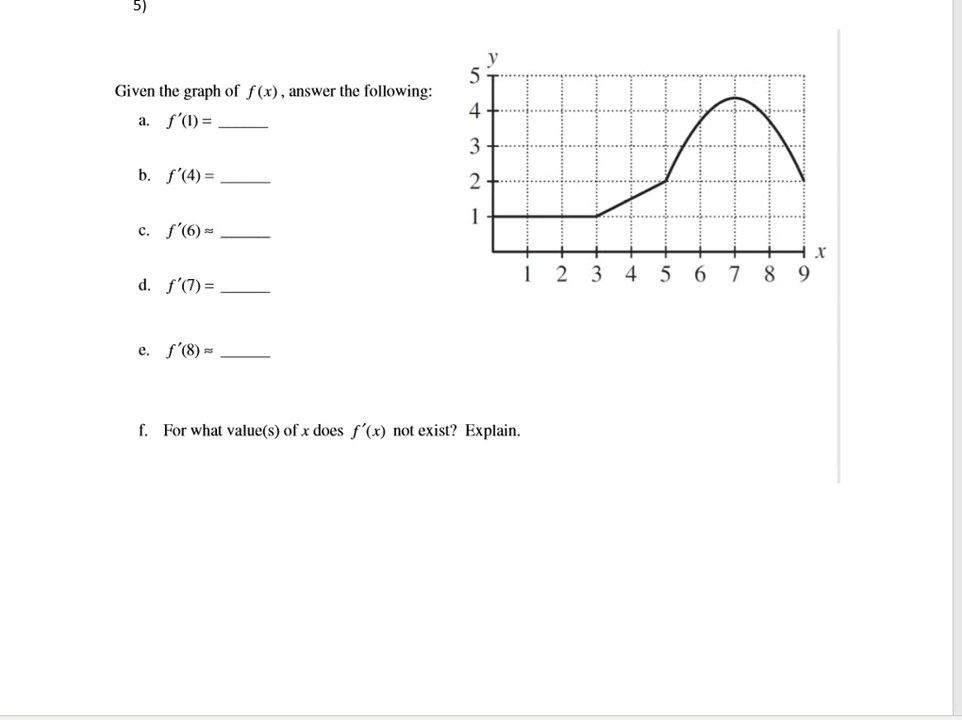 5)
Given the graph of f(x), answer the following:
a. f′(1) = ______
b. f′(4) = ______
c. f′(6) ≈ ______
d. f′(7) = ______
e. f′(8) ≈ ______
f. For what value(s) of x does f′(x) not exist? Explain.
y
5
4
3
2
1
1 2 3 4 5 6 7 8 9 x